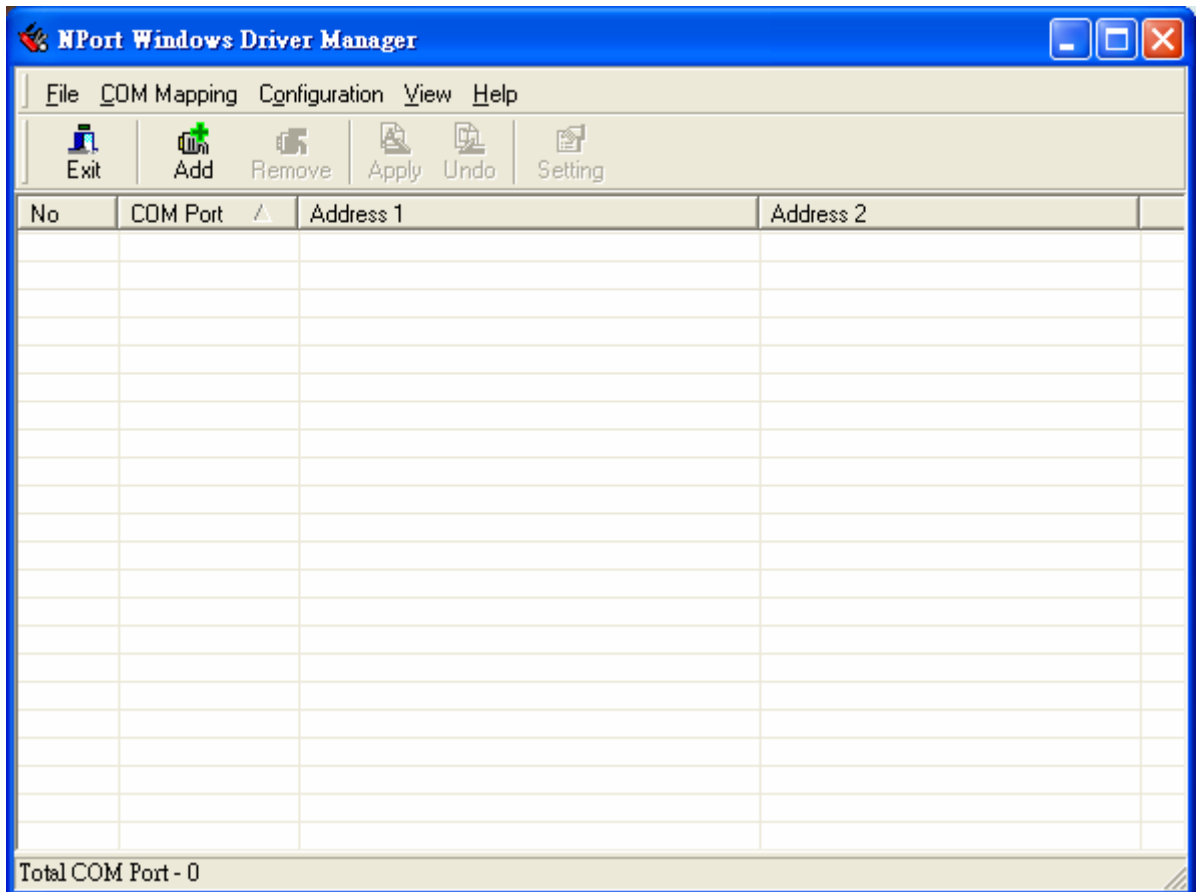 NPort Windows Driver Manager
File COM Mapping Configuration View Help
Exit Add Remove Apply Undo Setting
No COM Port Address 1 Address 2
Total COM Port - 0